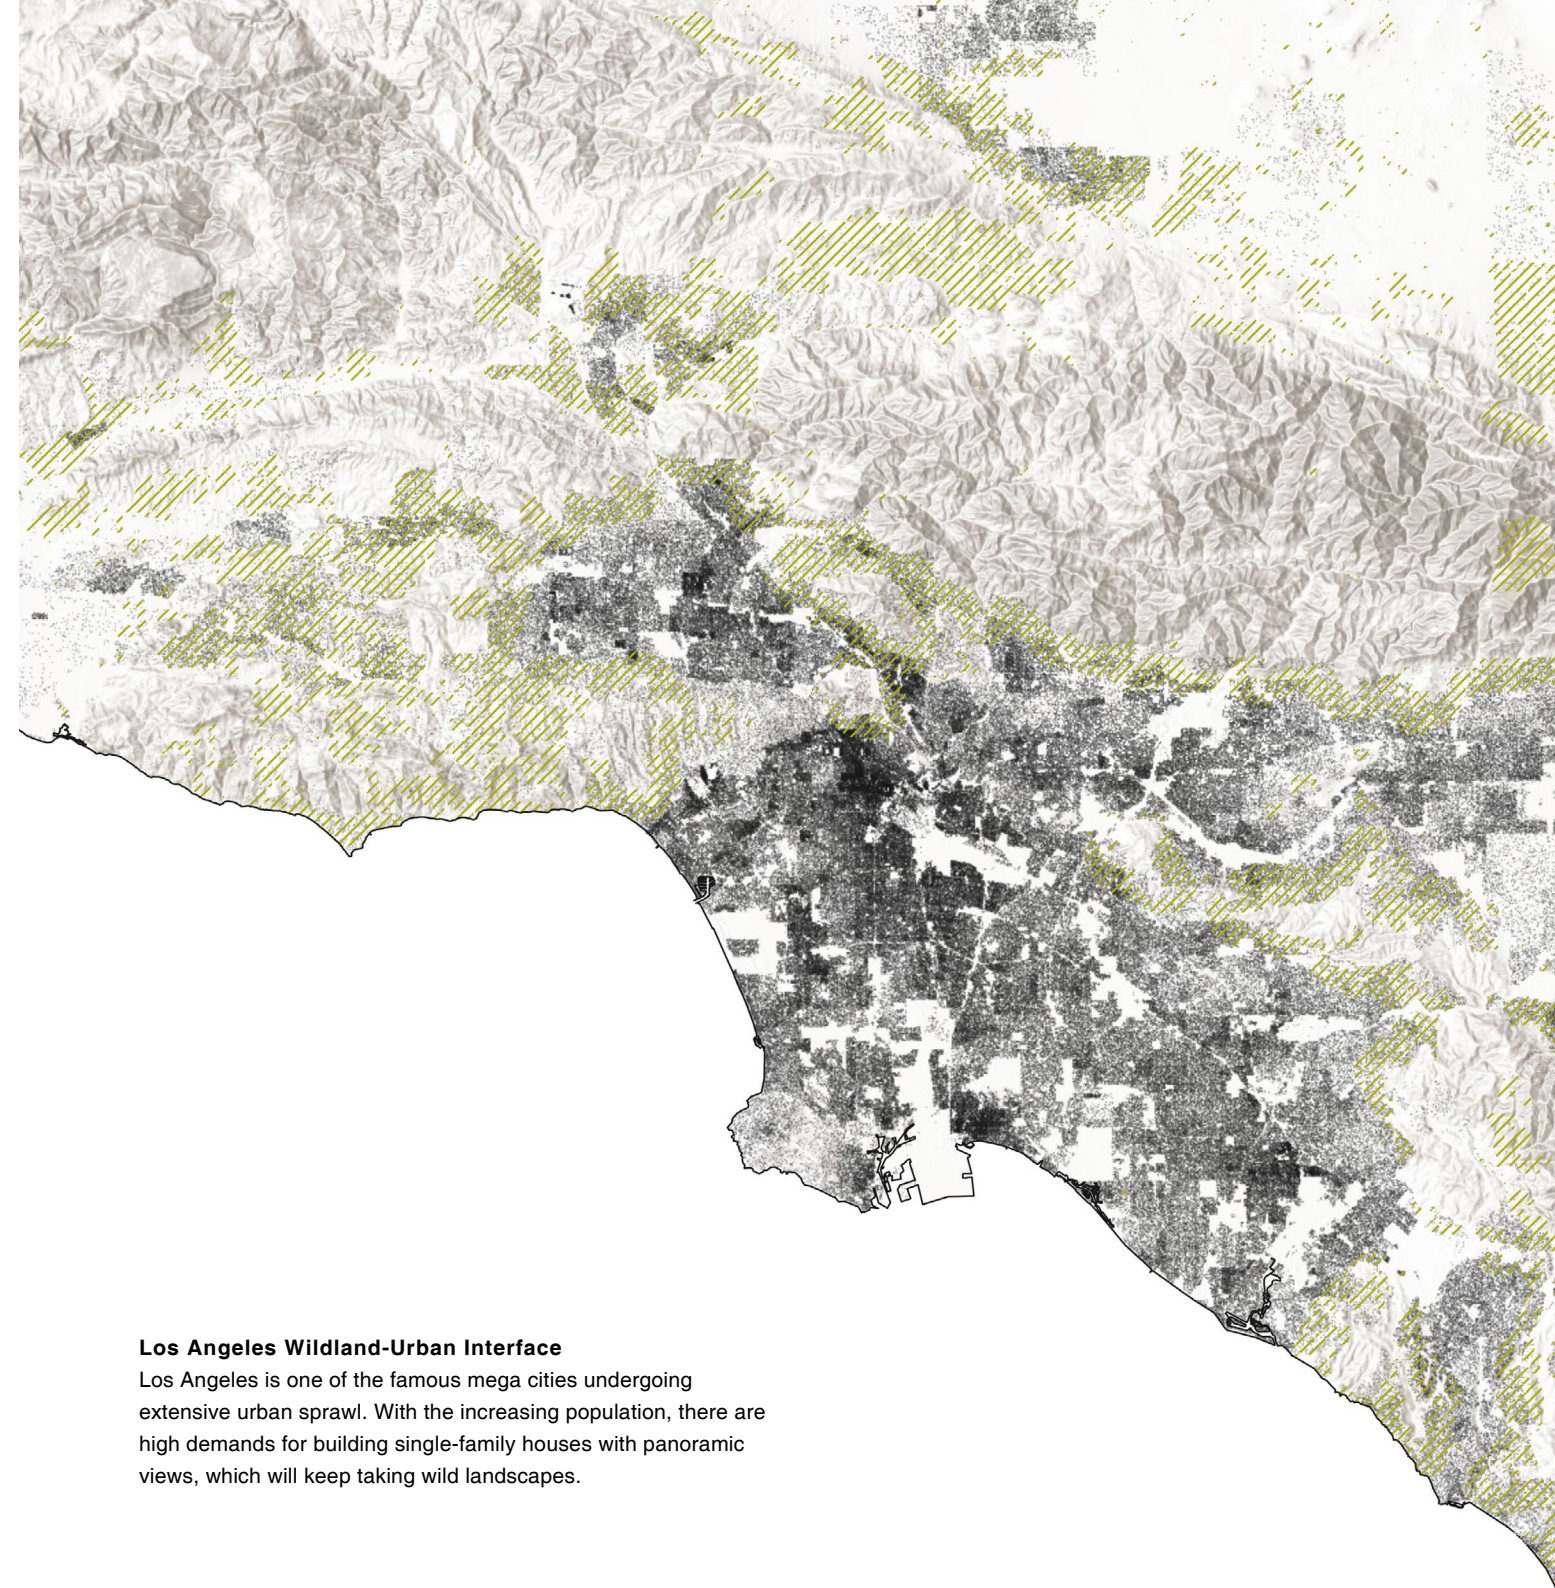 Los Angeles Wildland-Urban Interface
Los Angeles is one of the famous mega cities undergoing
extensive urban sprawl. With the increasing population, there are
high demands for building single-family houses with panoramic
views, which will keep taking wild landscapes.